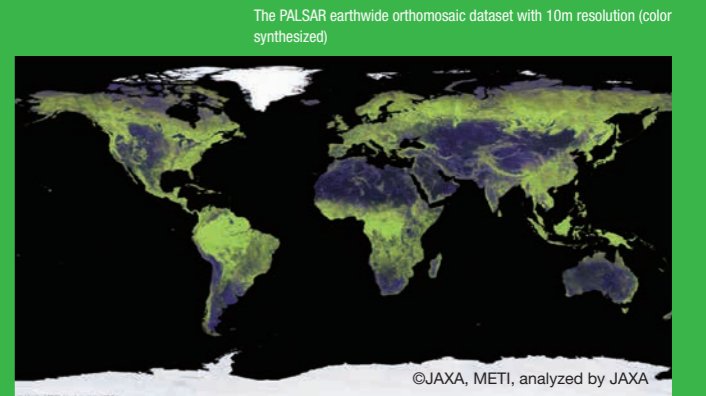 The PALSAR earthwide orthomosaic dataset with 10m resolution (color
synthesized)
©JAXA, METI, analyzed by JAXA